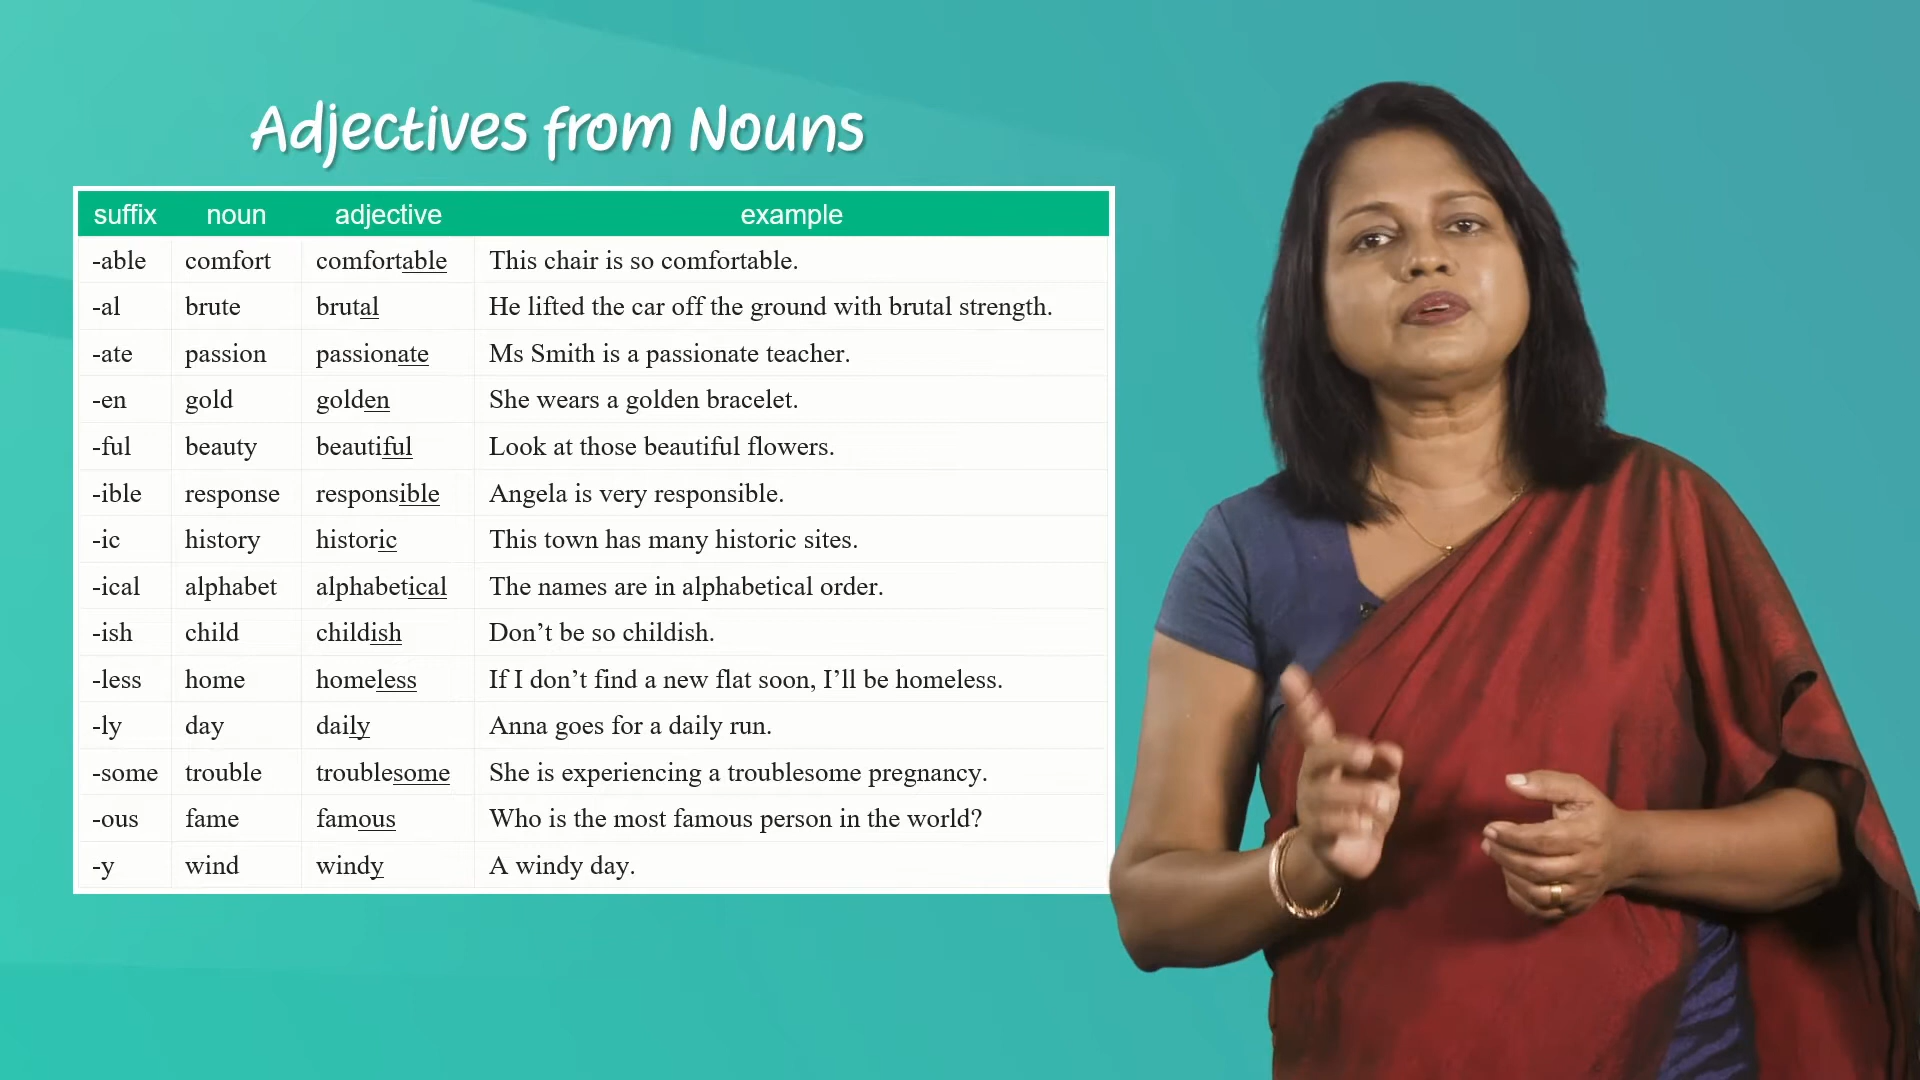 Adjectives from Nouns
suffix noun adjective example
-able comfort comfortable This chair is so comfortable.
-al brute brutal He lifted the car off the ground with brutal strength.
-ate passion passionate Ms Smith is a passionate teacher.
-en gold golden She wears a golden bracelet.
-ful beauty beautiful Look at those beautiful flowers.
-ible response responsible Angela is very responsible.
-ic history historic This town has many historic sites.
-ical alphabet alphabetical The names are in alphabetical order.
-ish child childish Don’t be so childish.
-less home homeless If I don’t find a new flat soon, I’ll be homeless.
-ly day daily Anna goes for a daily run.
-some trouble troublesome She is experiencing a troublesome pregnancy.
-ous fame famous Who is the most famous person in the world?
-y wind windy A windy day.